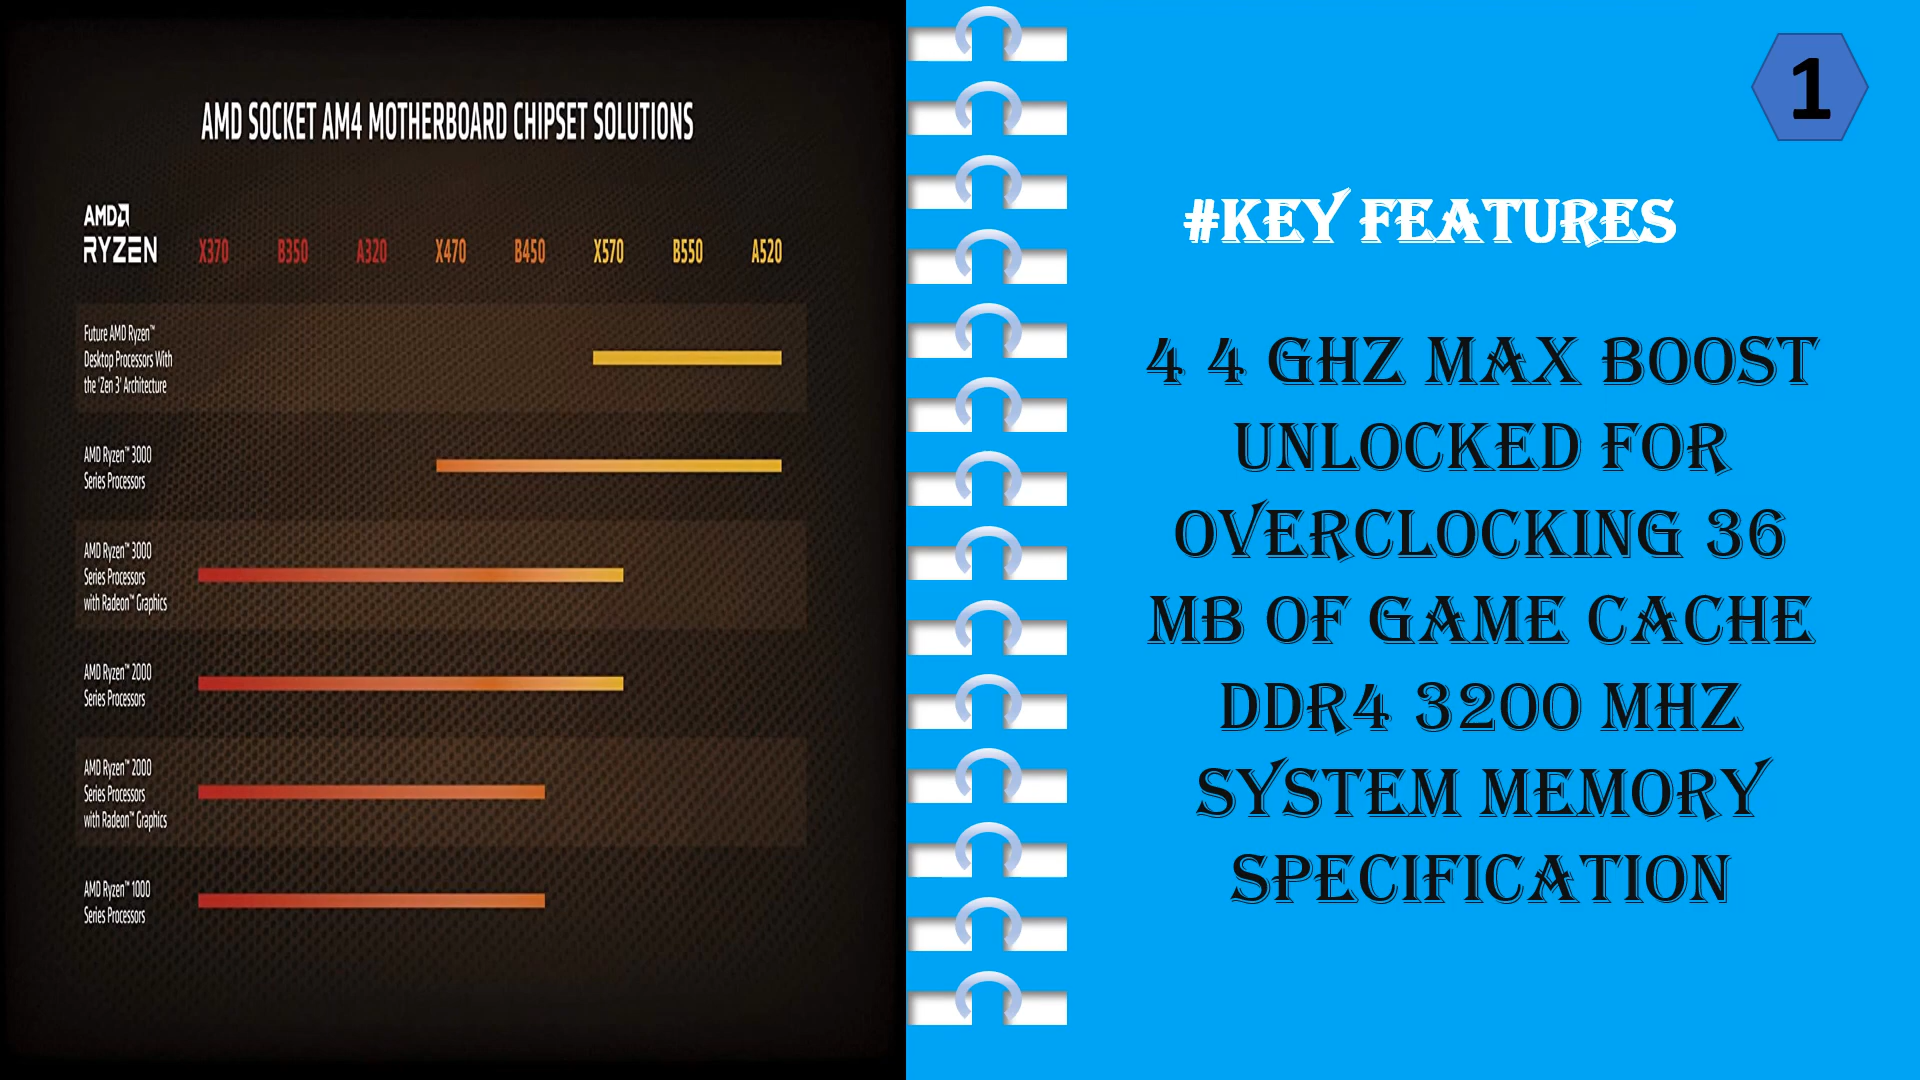 AMD SOCKET AM4 MOTHERBOARD CHIPSET SOLUTIONS
AMD
RYZEN
X370 B350 A320 X470 B450 X570 B550 A520
Future AMD Ryzen™
Desktop Processors With
the 'Zen 3' Architecture
AMD Ryzen™ 3000
Series Processors
AMD Ryzen™ 3000
Series Processors
with Radeon™ Graphics
AMD Ryzen™ 2000
Series Processors
AMD Ryzen™ 2000
Series Processors
with Radeon™ Graphics
AMD Ryzen™ 1000
Series Processors
1
#KEY FEATURES
4 4 GHZ MAX BOOST
UNLOCKED FOR
OVERCLOCKING 36
MB OF GAME CACHE
DDR4 3200 MHZ
SYSTEM MEMORY
SPECIFICATION